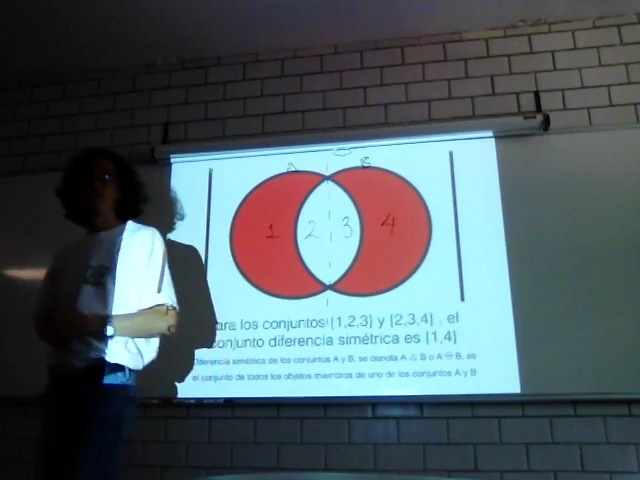 A B
1 2 3 4
ara los conjuntos {1,2,3} y {2,3,4} , el
conjunto diferencia simétrica es {1,4}
diferencia simétrica de los conjuntos A y B, se denota A △ B o A ⊖ B, es
el conjunto de todos los objetos miembros de uno de los conjuntos A y B